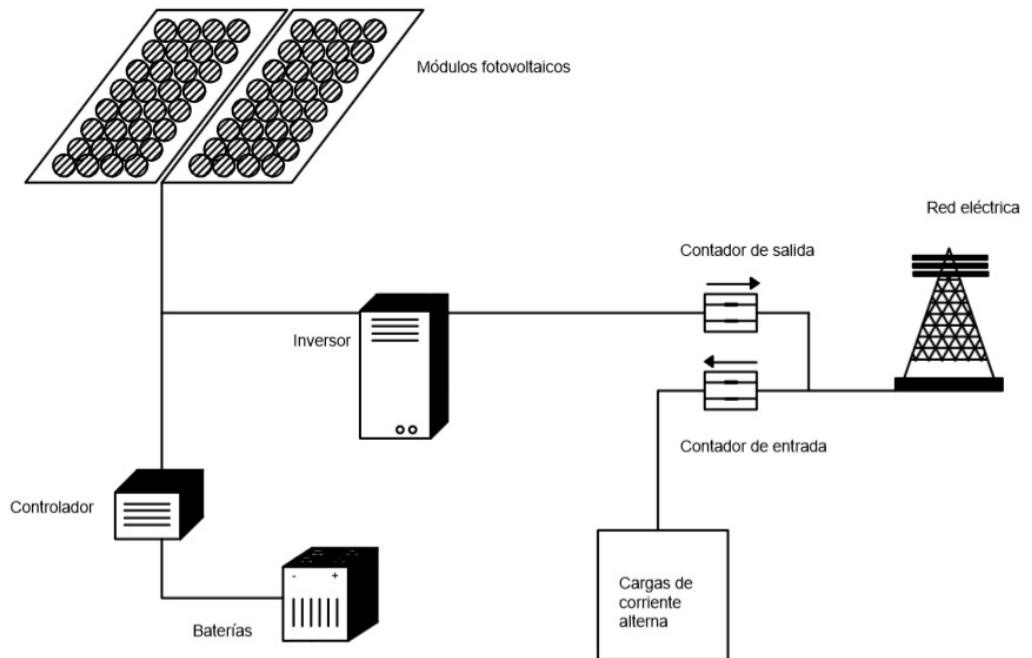 Módulos fotovoltaicos
Red eléctrica
Contador de salida
Inversor
Contador de entrada
Controlador
- +
Cargas de
corriente
alterna
Baterías